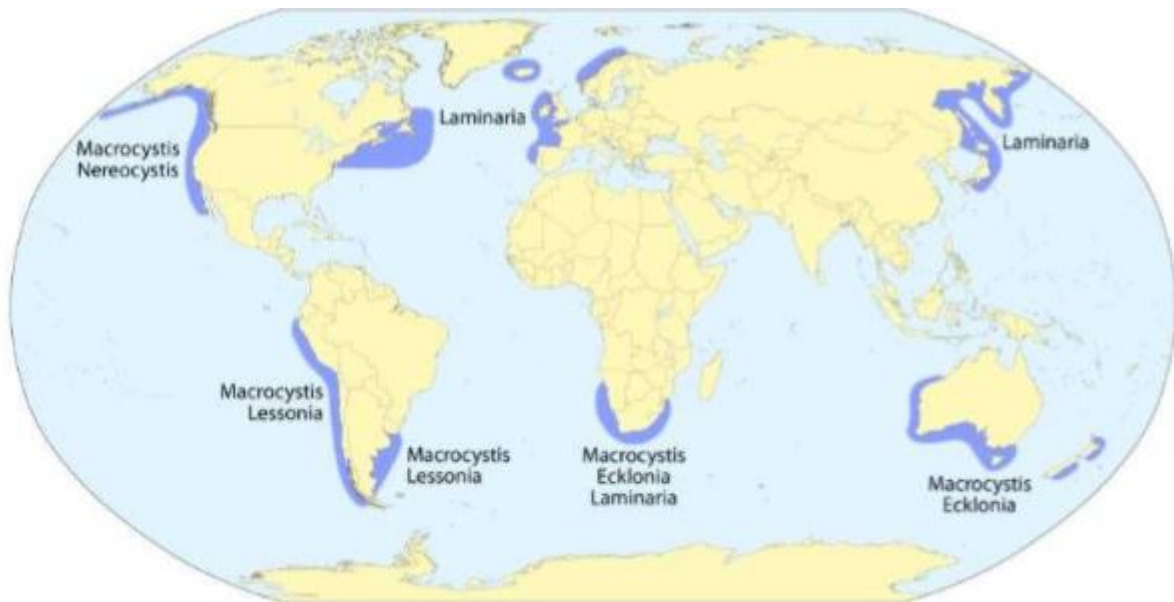 Laminaria
Macrocystis
Nereocystis
Laminaria
Macrocystis
Lessonia
Macrocystis
Lessonia
Macrocystis
Ecklonia
Laminaria
Macrocystis
Ecklonia